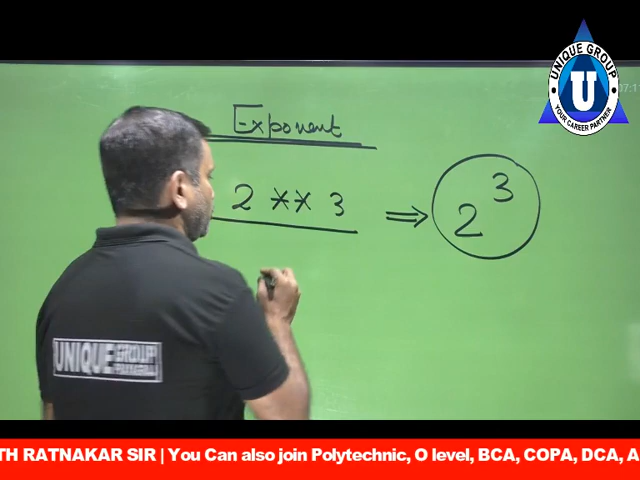 UNIQUE GROUP
U
YOUR CAREER PARTNER
Exponent
2 ** 3 ⇒ 2³
UNIQUE GROUP
TH RATNAKAR SIR | You Can also join Polytechnic, O level, BCA, COPA, DCA, A